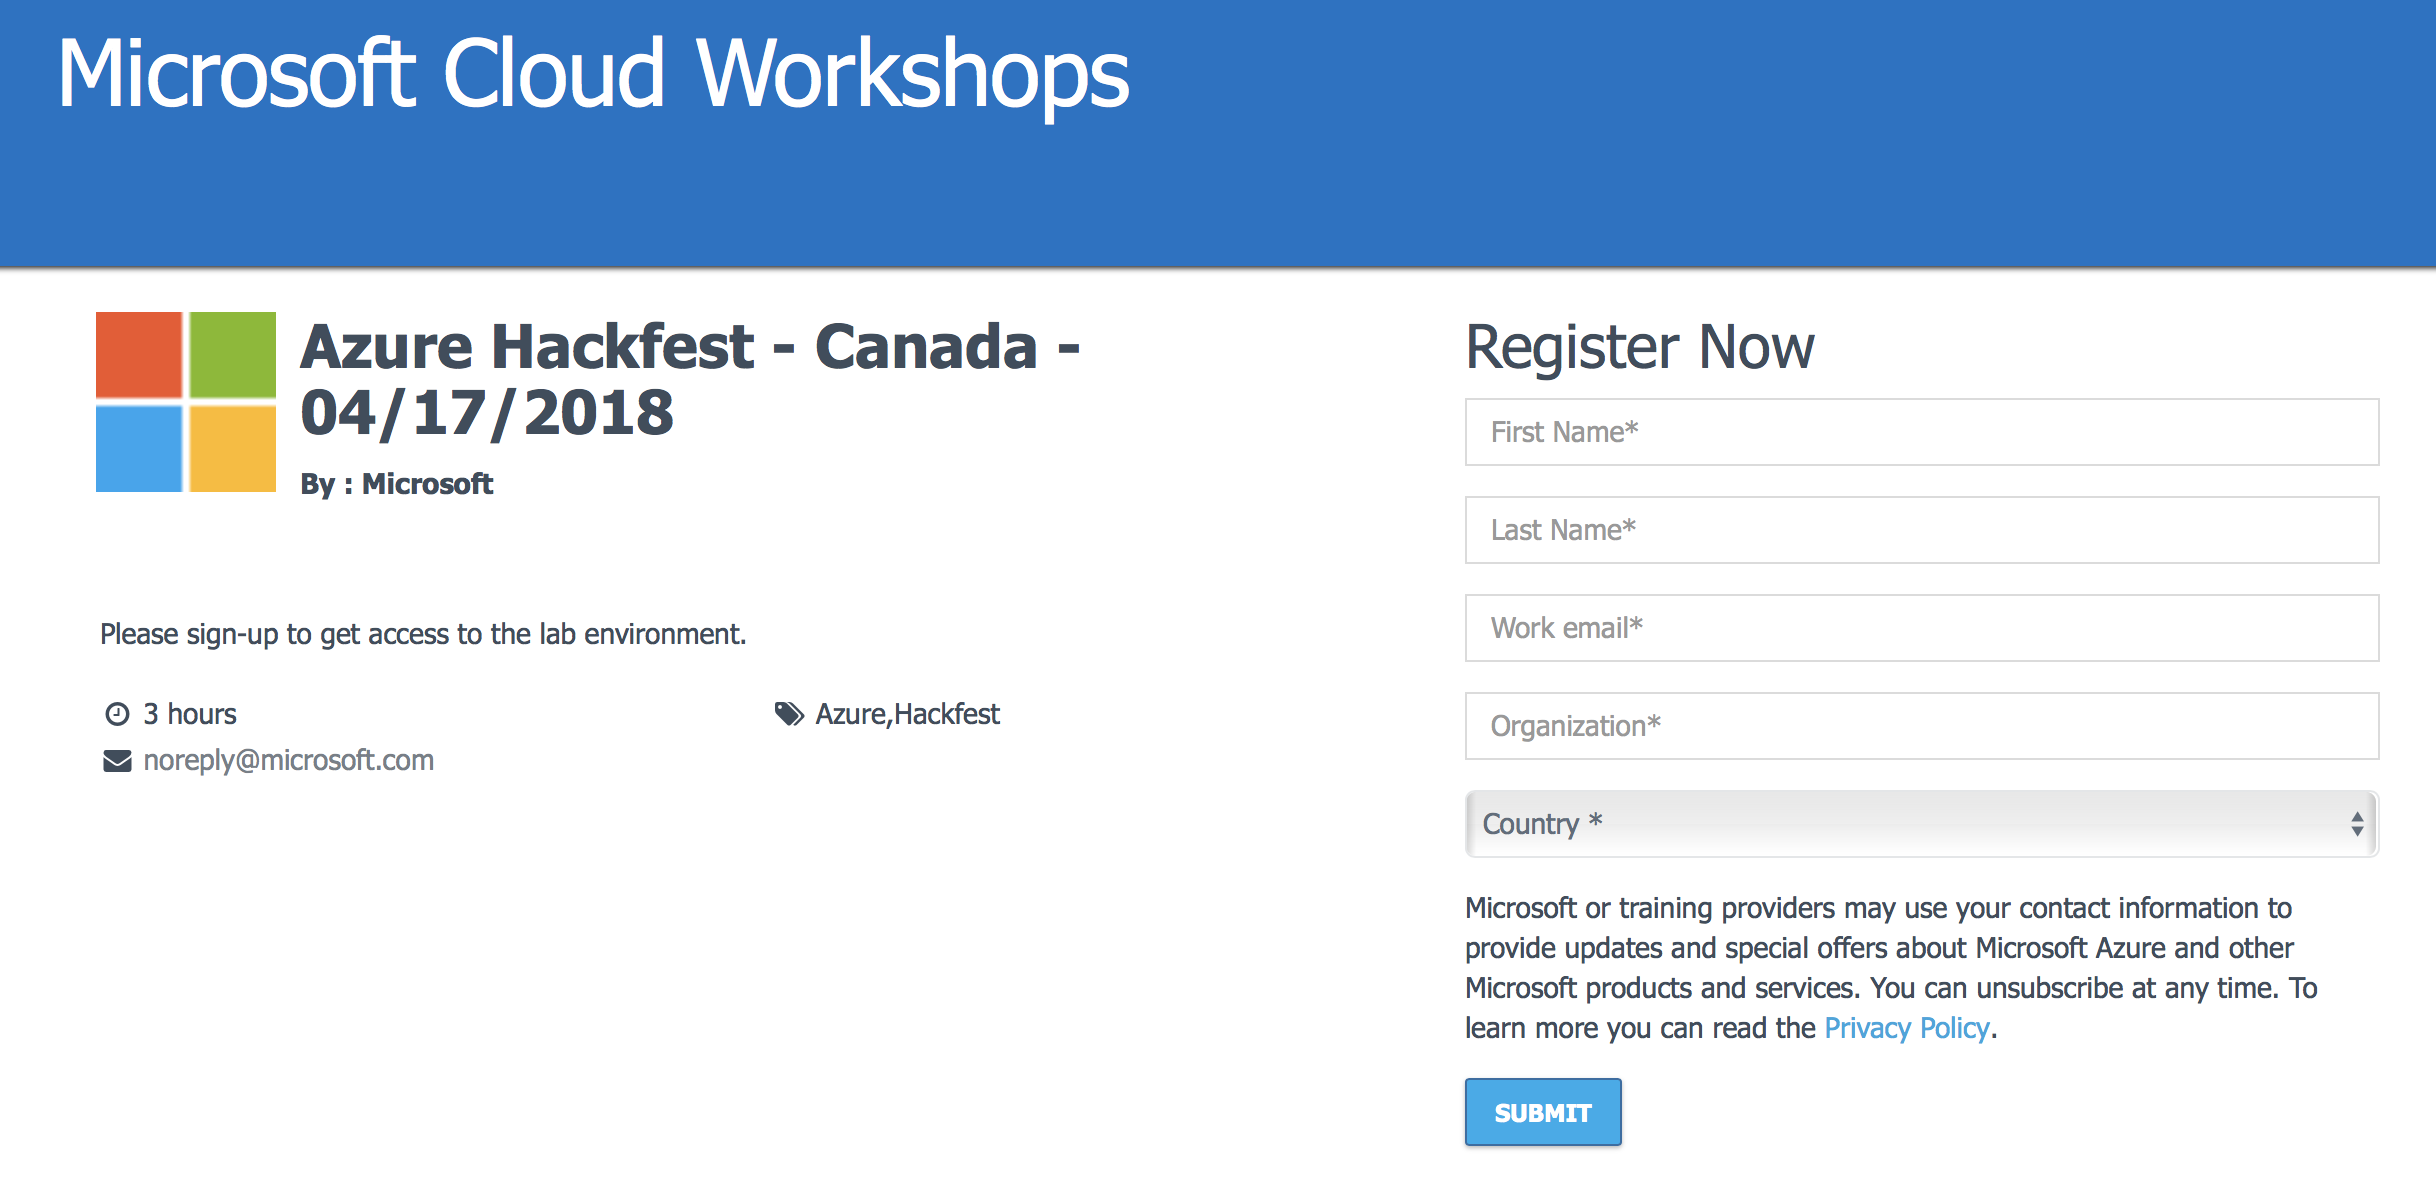 Microsoft Cloud Workshops
Azure Hackfest - Canada -
04/17/2018
By : Microsoft
Please sign-up to get access to the lab environment.
3 hours
Azure,Hackfest
noreply@microsoft.com
Register Now
First Name*
Last Name*
Work email*
Organization*
Country *
Microsoft or training providers may use your contact information to
provide updates and special offers about Microsoft Azure and other
Microsoft products and services. You can unsubscribe at any time. To
learn more you can read the Privacy Policy.
SUBMIT